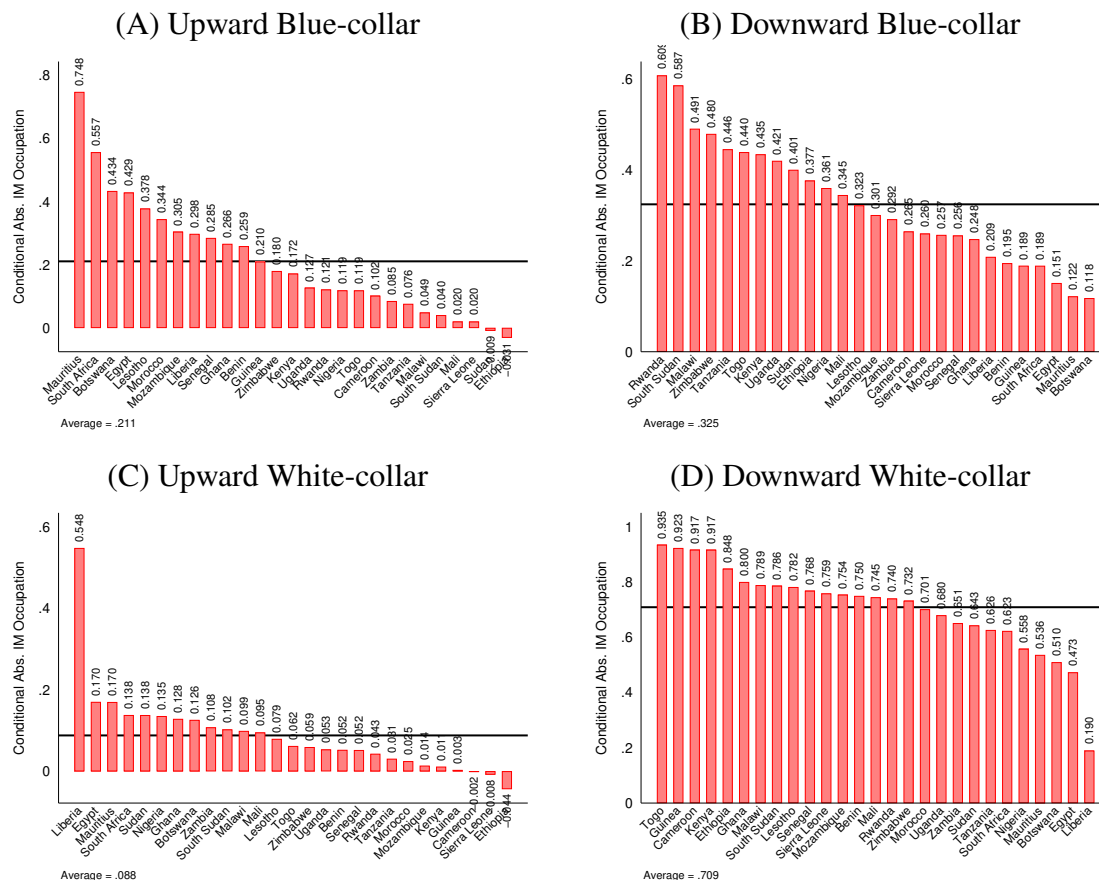 (A) Upward Blue-collar
Conditional Abs. IM Occupation
.8
.6
.4
.2
0
0.748
0.557
0.434
0.429
0.378
0.344
0.305
0.298
0.285
0.266
0.259
0.210
0.180
0.172
0.127
0.121
0.119
0.119
0.102
0.085
0.076
0.049
0.040
0.020
0.020
−0.009
−0.031
Mauritius
South Africa
Botswana
Egypt
Lesotho
Morocco
Mozambique
Liberia
Senegal
Ghana
Benin
Guinea
Zimbabwe
Kenya
Uganda
Rwanda
Nigeria
Togo
Cameroon
Zambia
Tanzania
Malawi
South Sudan
Mali
Sierra Leone
Sudan
Ethiopia
Average = .211
(B) Downward Blue-collar
Conditional Abs. IM Occupation
.6
.4
.2
0
0.609
0.587
0.491
0.480
0.446
0.440
0.435
0.421
0.401
0.377
0.361
0.345
0.323
0.301
0.292
0.265
0.260
0.257
0.256
0.248
0.209
0.195
0.189
0.189
0.151
0.122
0.118
Rwanda
South Sudan
Malawi
Zimbabwe
Tanzania
Togo
Kenya
Uganda
Sudan
Ethiopia
Nigeria
Mali
Lesotho
Mozambique
Zambia
Cameroon
Sierra Leone
Morocco
Senegal
Ghana
Liberia
Benin
Guinea
South Africa
Egypt
Mauritius
Botswana
Average = .325
(C) Upward White-collar
Conditional Abs. IM Occupation
.6
.4
.2
0
0.548
0.170
0.170
0.138
0.138
0.135
0.128
0.126
0.108
0.102
0.099
0.095
0.079
0.062
0.059
0.053
0.052
0.052
0.043
0.031
0.025
0.014
0.011
0.003
−0.002
−0.008
−0.044
Liberia
Egypt
Mauritius
South Africa
Sudan
Nigeria
Ghana
Botswana
Zambia
South Sudan
Malawi
Mali
Lesotho
Togo
Zimbabwe
Uganda
Benin
Senegal
Rwanda
Tanzania
Morocco
Mozambique
Kenya
Guinea
Cameroon
Sierra Leone
Ethiopia
Average = .088
(D) Downward White-collar
Conditional Abs. IM Occupation
1
.8
.6
.4
.2
0
0.935
0.923
0.917
0.917
0.848
0.800
0.789
0.786
0.782
0.768
0.759
0.754
0.750
0.745
0.740
0.732
0.701
0.680
0.651
0.643
0.626
0.623
0.558
0.536
0.510
0.473
0.190
Togo
Guinea
Cameroon
Kenya
Ethiopia
Ghana
Malawi
South Sudan
Lesotho
Senegal
Sierra Leone
Mozambique
Benin
Mali
Rwanda
Zimbabwe
Morocco
Uganda
Zambia
Sudan
Tanzania
South Africa
Nigeria
Mauritius
Botswana
Egypt
Liberia
Average = .709